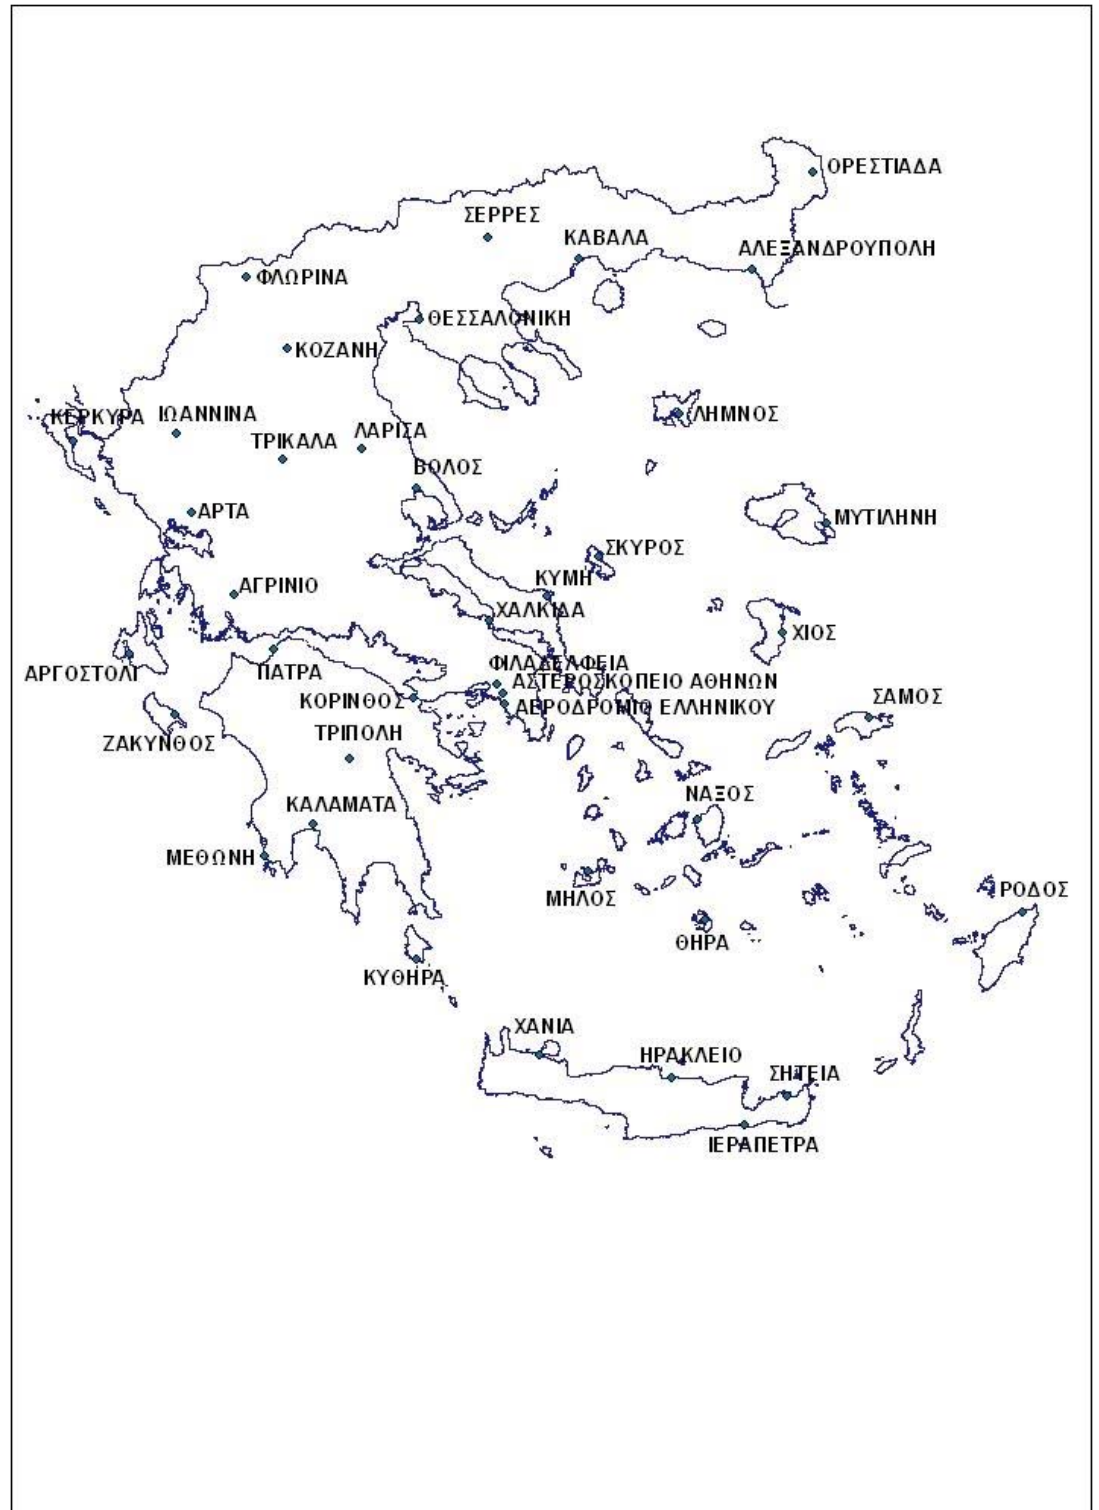 ΟΡΕΣΤΙΑΔΑ
ΣΕΡΡΕΣ
ΚΑΒΑΛΑ
ΑΛΕΞΑΝΔΡΟΥΠΟΛΗ
ΦΛΩΡΙΝΑ
ΘΕΣΣΑΛΟΝΙΚΗ
ΚΟΖΑΝΗ
ΚΕΡΚΥΡΑ
ΙΩΑΝΝΙΝΑ
ΛΗΜΝΟΣ
ΤΡΙΚΑΛΑ
ΛΑΡΙΣΑ
ΒΟΛΟΣ
ΑΡΤΑ
ΜΥΤΙΛΗΝΗ
ΣΚΥΡΟΣ
ΚΥΜΗ
ΑΓΡΙΝΙΟ
ΧΑΛΚΙΔΑ
ΧΙΟΣ
ΑΡΓΟΣΤΟΛΙ
ΠΑΤΡΑ
ΦΙΛΑΔΕΛΦΕΙΑ
ΑΣΤΕΡΟΣΚΟΠΕΙΟ ΑΘΗΝΩΝ
ΚΟΡΙΝΘΟΣ
ΑΕΡΟΔΡΟΜΙΟ ΕΛΛΗΝΙΚΟΥ
ΣΑΜΟΣ
ΖΑΚΥΝΘΟΣ
ΤΡΙΠΟΛΗ
ΝΑΞΟΣ
ΚΑΛΑΜΑΤΑ
ΜΕΘΩΝΗ
ΜΗΛΟΣ
ΡΟΔΟΣ
ΘΗΡΑ
ΚΥΘΗΡΑ
ΧΑΝΙΑ
ΗΡΑΚΛΕΙΟ
ΣΗΤΕΙΑ
ΙΕΡΑΠΕΤΡΑ